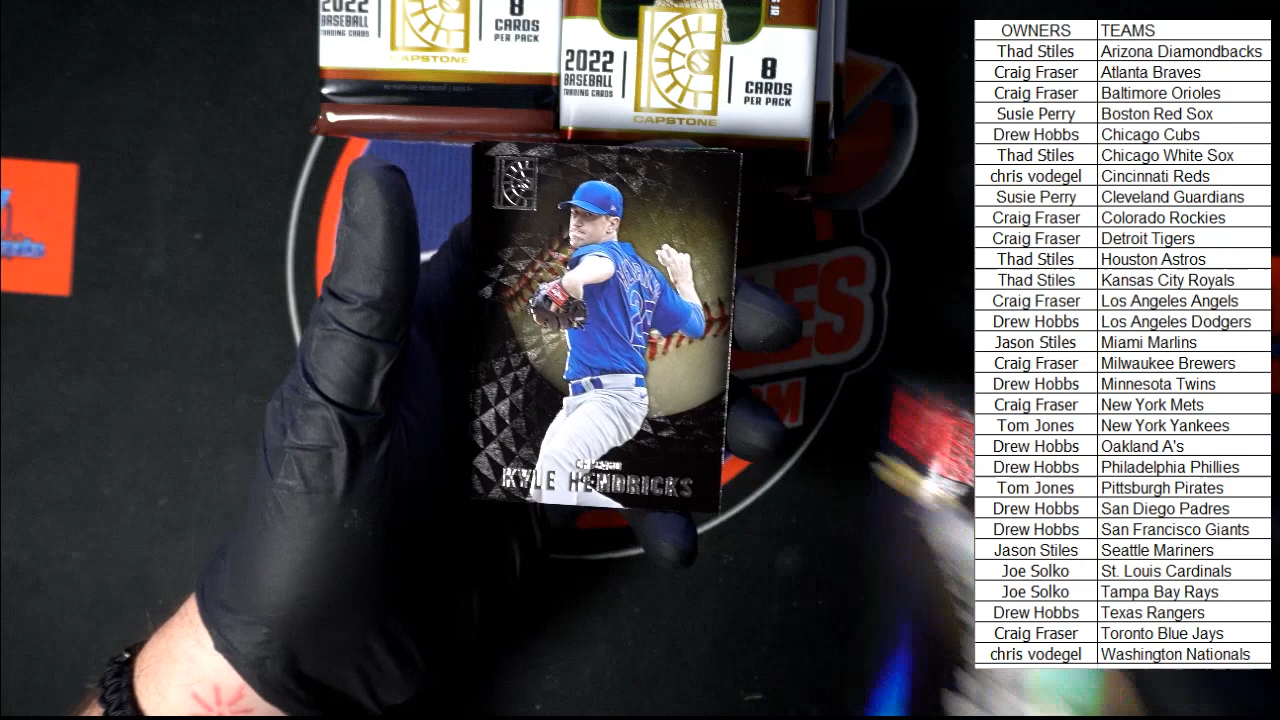 2022
BASEBALL
TRADING CARDS
CAPSTONE
8
CARDS
PER PACK
2022
BASEBALL
TRADING CARDS
CAPSTONE
8
CARDS
PER PACK
KYLE HENDRICKS
OWNERS TEAMS
Thad Stiles Arizona Diamondbacks
Craig Fraser Atlanta Braves
Craig Fraser Baltimore Orioles
Susie Perry Boston Red Sox
Drew Hobbs Chicago Cubs
Thad Stiles Chicago White Sox
chris vodegel Cincinnati Reds
Susie Perry Cleveland Guardians
Craig Fraser Colorado Rockies
Craig Fraser Detroit Tigers
Thad Stiles Houston Astros
Thad Stiles Kansas City Royals
Craig Fraser Los Angeles Angels
Drew Hobbs Los Angeles Dodgers
Jason Stiles Miami Marlins
Craig Fraser Milwaukee Brewers
Drew Hobbs Minnesota Twins
Craig Fraser New York Mets
Tom Jones New York Yankees
Drew Hobbs Oakland A's
Drew Hobbs Philadelphia Phillies
Tom Jones Pittsburgh Pirates
Drew Hobbs San Diego Padres
Drew Hobbs San Francisco Giants
Jason Stiles Seattle Mariners
Joe Solko St. Louis Cardinals
Joe Solko Tampa Bay Rays
Drew Hobbs Texas Rangers
Craig Fraser Toronto Blue Jays
chris vodegel Washington Nationals